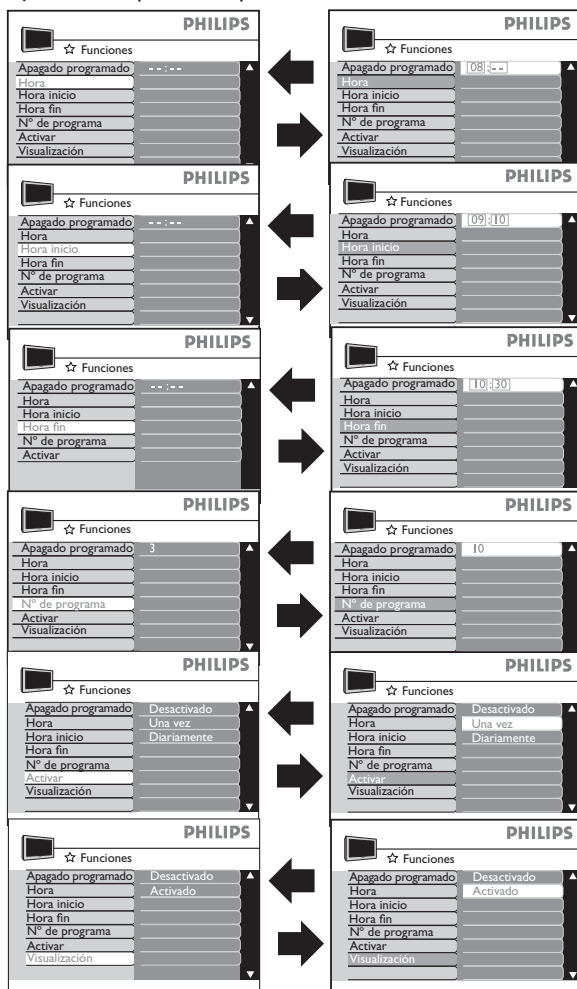 PHILIPS
☆ Funciones
Apagado programado --:--
Hora
Hora inicio
Hora fin
Nº de programa
Activar
Visualización
PHILIPS
☆ Funciones
Apagado programado 08:--
Hora
Hora inicio
Hora fin
Nº de programa
Activar
Visualización
PHILIPS
☆ Funciones
Apagado programado --:--
Hora
Hora inicio
Hora fin
Nº de programa
Activar
Visualización
PHILIPS
☆ Funciones
Apagado programado 09:10
Hora
Hora inicio
Hora fin
Nº de programa
Activar
Visualización
PHILIPS
☆ Funciones
Apagado programado --:--
Hora
Hora inicio
Hora fin
Nº de programa
Activar
PHILIPS
☆ Funciones
Apagado programado 10:30
Hora
Hora inicio
Hora fin
Nº de programa
Activar
Visualización
PHILIPS
☆ Funciones
Apagado programado 3
Hora
Hora inicio
Hora fin
Nº de programa
Activar
Visualización
PHILIPS
☆ Funciones
Apagado programado 10
Hora
Hora inicio
Hora fin
Nº de programa
Activar
Visualización
PHILIPS
☆ Funciones
Apagado programado Desactivado
Hora Una vez
Hora inicio Diariamente
Hora fin
Nº de programa
Activar
Visualización
PHILIPS
☆ Funciones
Apagado programado Desactivado
Hora Una vez
Hora inicio Diariamente
Hora fin
Nº de programa
Activar
Visualización
PHILIPS
☆ Funciones
Apagado programado Desactivado
Hora Activado
Hora inicio
Hora fin
Nº de programa
Activar
Visualización
PHILIPS
☆ Funciones
Apagado programado Desactivado
Hora Activado
Hora inicio
Hora fin
Nº de programa
Activar
Visualización